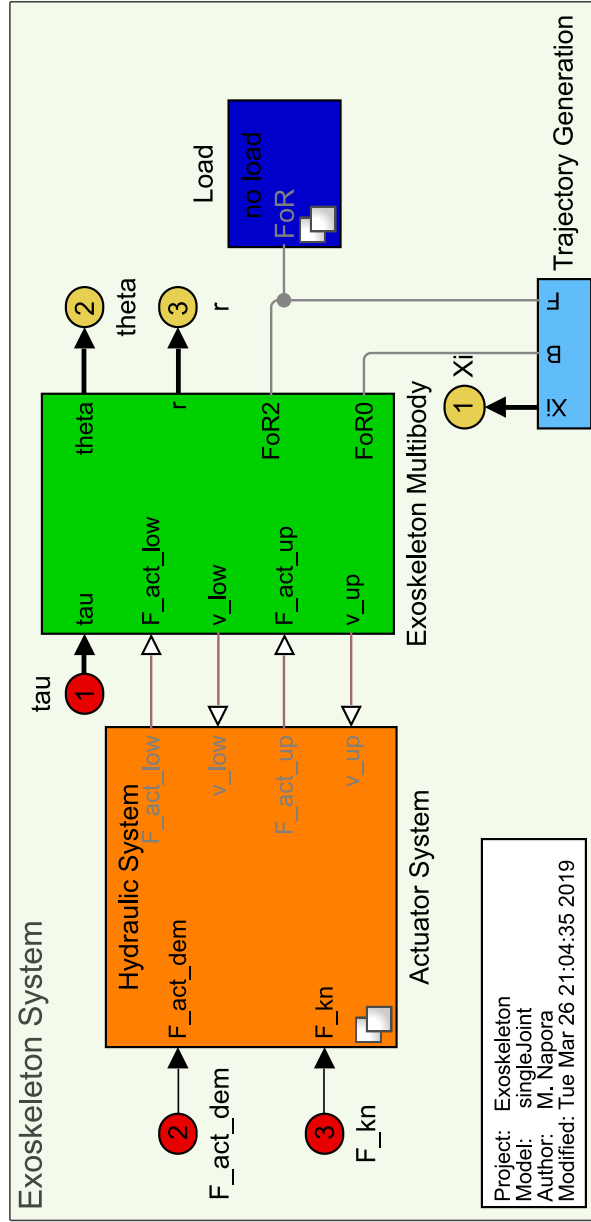 Exoskeleton System
tau
1
theta
2
r
3
F_act_dem
2
F_kn
3
Hydraulic System
F_act_dem
F_kn
F_act_low
v_low
F_act_up
v_up
Actuator System
tau
F_act_low
v_low
F_act_up
v_up
theta
r
FoR2
FoR0
Exoskeleton Multibody
Load
no load
FoR
Xi
1
Xi
B
F
Trajectory Generation
Project: Exoskeleton
Model: singleJoint
Author: M. Napora
Modified: Tue Mar 26 21:04:35 2019